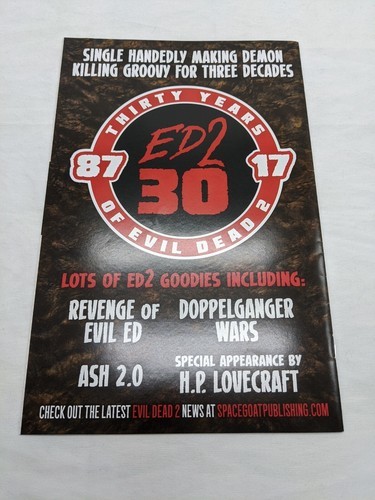 SINGLE HANDEDLY MAKING DEMON
KILLING GROOVY FOR THREE DECADES
THIRTY YEARS
ED2
87 30 17
OF EVIL DEAD 2
LOTS OF ED2 GOODIES INCLUDING:
REVENGE OF
EVIL ED
DOPPELGANGER
WARS
ASH 2.0
SPECIAL APPEARANCE BY
H.P. LOVECRAFT
CHECK OUT THE LATEST EVIL DEAD 2 NEWS AT SPACEGOATPUBLISHING.COM